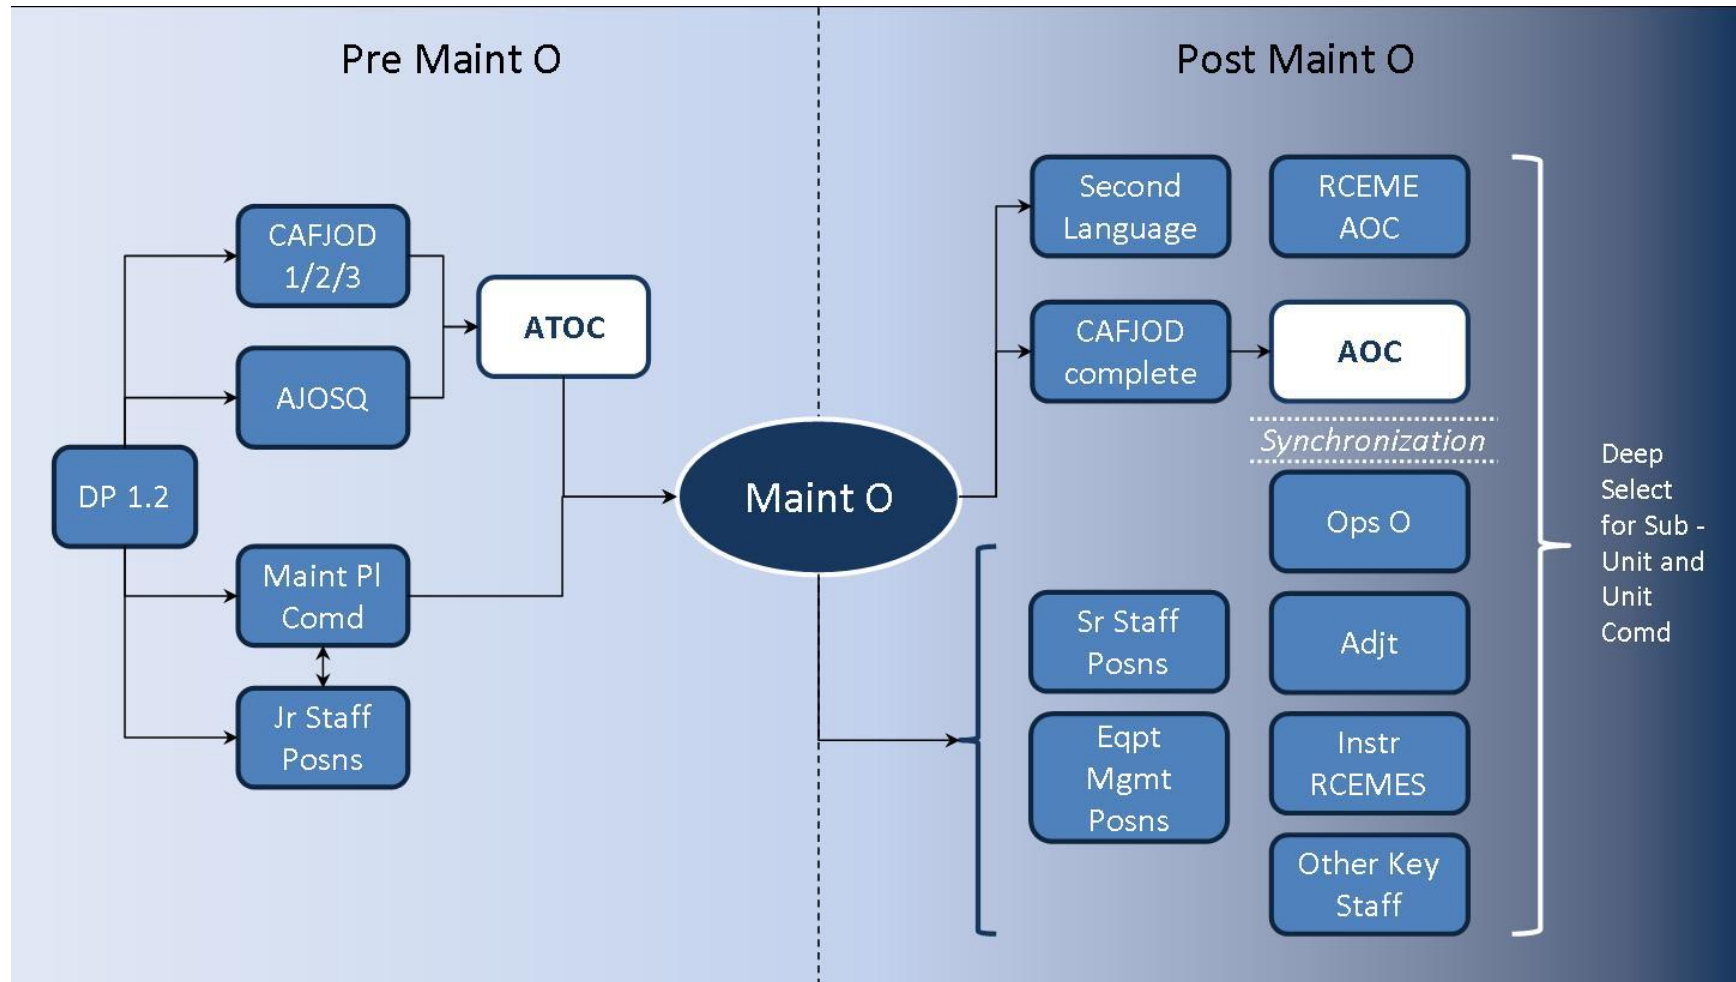 Pre Maint O
Post Maint O
CAFJOD
1/2/3
AJOSQ
ATOC
DP 1.2
Maint Pl
Comd
Jr Staff
Posns
Maint O
Second
Language
RCEME
AOC
CAFJOD
complete
AOC
Synchronization
Ops O
Sr Staff
Posns
Adjt
Eqpt
Mgmt
Posns
Instr
RCEMES
Other Key
Staff
Deep
Select
for Sub -
Unit and
Unit
Comd